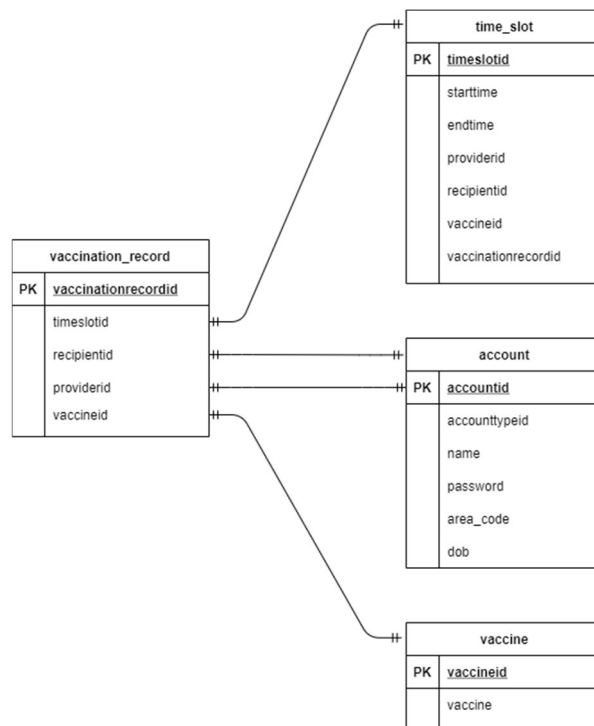 time_slot
PK timeslotid
starttime
endtime
providerid
recipientid
vaccineid
vaccinationrecordid
vaccination_record
PK vaccinationrecordid
timeslotid
recipientid
providerid
vaccineid
account
PK accountid
accounttypeid
name
password
area_code
dob
vaccine
PK vaccineid
vaccine